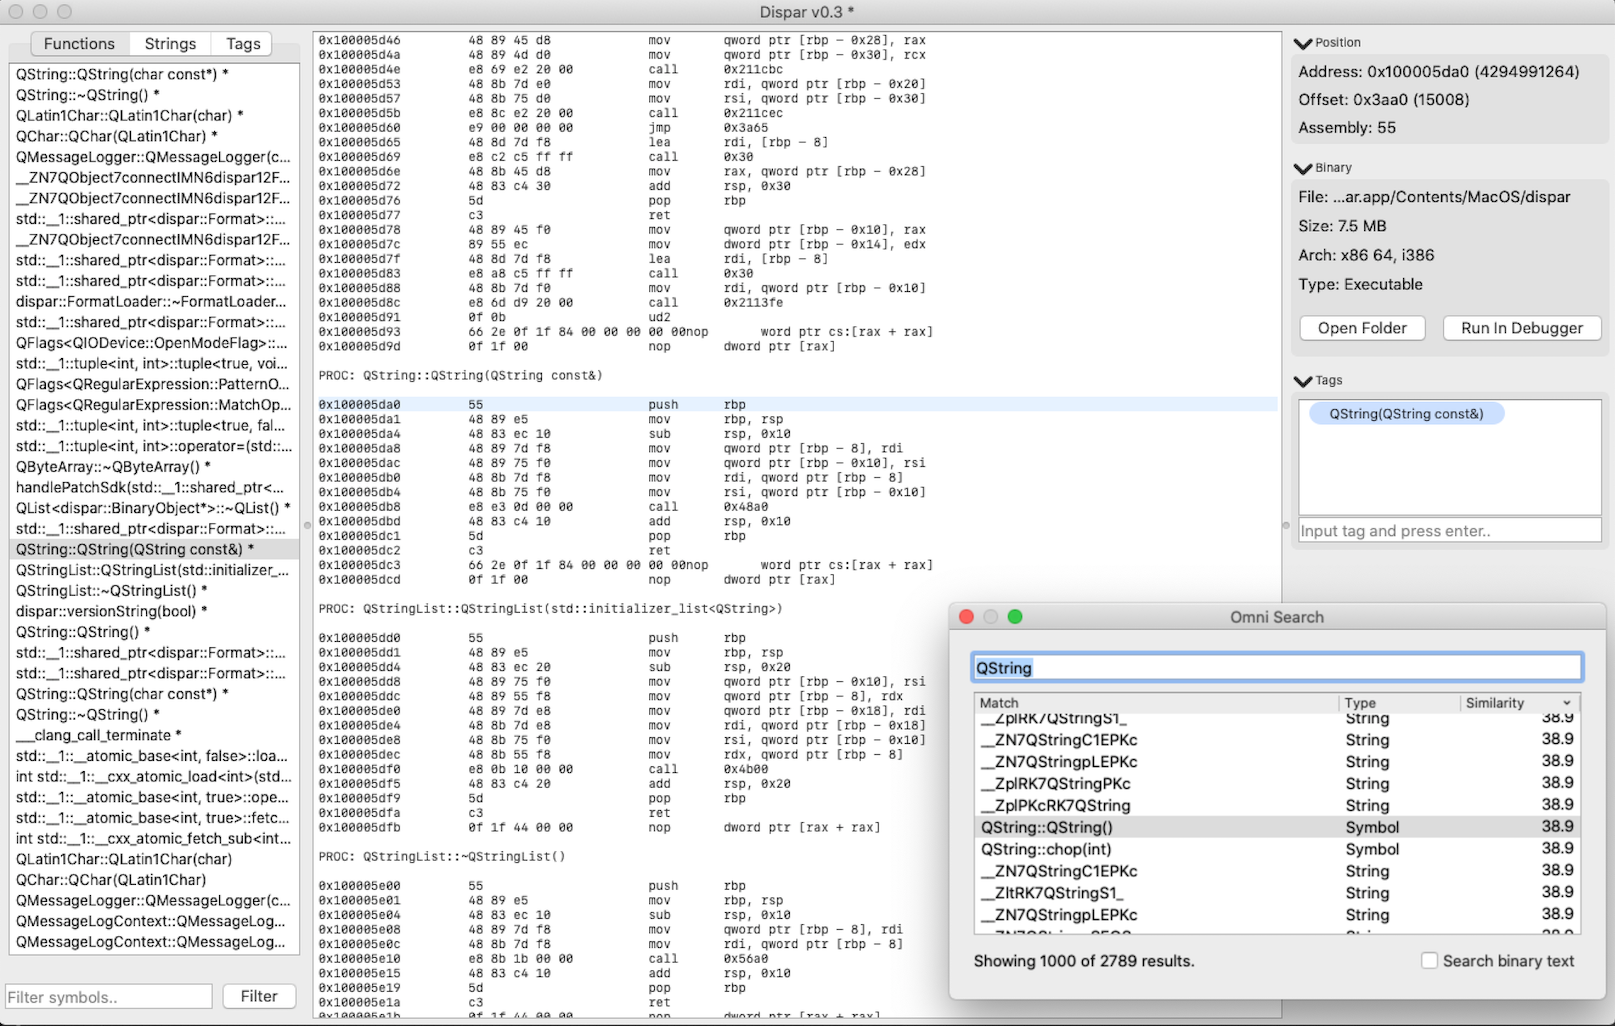 Dispar v0.3 *
Functions Strings Tags
QString::QString(char const*) *
QString::~QString() *
QLatin1Char::QLatin1Char(char) *
QChar::QChar(QLatin1Char) *
QMessageLogger::QMessageLogger(c...
__ZN7QObject7connectIMN6dispar12F...
__ZN7QObject7connectIMN6dispar12F...
std::__1::shared_ptr<dispar::Format>::...
__ZN7QObject7connectIMN6dispar12F...
std::__1::shared_ptr<dispar::Format>::...
std::__1::shared_ptr<dispar::Format>::...
dispar::FormatLoader::~FormatLoader...
std::__1::shared_ptr<dispar::Format>::...
QFlags<QIODevice::OpenModeFlag>::...
std::__1::tuple<int, int>::tuple<true, voi...
QFlags<QRegularExpression::PatternO...
QFlags<QRegularExpression::MatchOp...
std::__1::tuple<int, int>::tuple<true, fal...
std::__1::tuple<int, int>::operator=(std::...
QByteArray::~QByteArray() *
handlePatchSdk(std::__1::shared_ptr<...
QList<dispar::BinaryObject*>::~QList() *
std::__1::shared_ptr<dispar::Format>::...
QString::QString(QString const&) *
QStringList::QStringList(std::initializer_...
QStringList::~QStringList() *
dispar::versionString(bool) *
QString::QString() *
std::__1::shared_ptr<dispar::Format>::...
std::__1::shared_ptr<dispar::Format>::...
QString::QString(char const*) *
QString::~QString() *
___clang_call_terminate *
std::__1::__atomic_base<int, false>::loa...
int std::__1::__cxx_atomic_load<int>(std...
std::__1::__atomic_base<int, true>::ope...
std::__1::__atomic_base<int, true>::fetc...
int std::__1::__cxx_atomic_fetch_sub<int...
QLatin1Char::QLatin1Char(char)
QChar::QChar(QLatin1Char)
QMessageLogger::QMessageLogger(c...
QMessageLogContext::QMessageLog...
QMessageLogContext::QMessageLog...
Filter symbols..
Filter
0x100005d46 48 89 45 d8 mov qword ptr [rbp - 0x28], rax
0x100005d4a 48 89 4d d0 mov qword ptr [rbp - 0x30], rcx
0x100005d4e e8 69 e2 20 00 call 0x211cbc
0x100005d53 48 8b 7d e0 mov rdi, qword ptr [rbp - 0x20]
0x100005d57 48 8b 75 d0 mov rsi, qword ptr [rbp - 0x30]
0x100005d5b e8 8c e2 20 00 call 0x211cec
0x100005d60 e9 00 00 00 00 jmp 0x3a65
0x100005d65 48 8d 7d f8 lea rdi, [rbp - 8]
0x100005d69 e8 c2 c5 ff ff call 0x30
0x100005d6e 48 8b 45 d8 mov rax, qword ptr [rbp - 0x28]
0x100005d72 48 83 c4 30 add rsp, 0x30
0x100005d76 5d pop rbp
0x100005d77 c3 ret
0x100005d78 48 89 45 f0 mov qword ptr [rbp - 0x10], rax
0x100005d7c 89 55 ec mov dword ptr [rbp - 0x14], edx
0x100005d7f 48 8d 7d f8 lea rdi, [rbp - 8]
0x100005d83 e8 a8 c5 ff ff call 0x30
0x100005d88 48 8b 7d f0 mov rdi, qword ptr [rbp - 0x10]
0x100005d8c e8 6d d9 20 00 call 0x2113fe
0x100005d91 0f 0b ud2
0x100005d93 66 2e 0f 1f 84 00 00 00 00 00nop word ptr cs:[rax + rax]
0x100005d9d 0f 1f 00 nop dword ptr [rax]
PROC: QString::QString(QString const&)
0x100005da0 55 push rbp
0x100005da1 48 89 e5 mov rbp, rsp
0x100005da4 48 83 ec 10 sub rsp, 0x10
0x100005da8 48 89 7d f8 mov qword ptr [rbp - 8], rdi
0x100005dac 48 89 75 f0 mov qword ptr [rbp - 0x10], rsi
0x100005db0 48 8b 7d f8 mov rdi, qword ptr [rbp - 8]
0x100005db4 48 8b 75 f0 mov rsi, qword ptr [rbp - 0x10]
0x100005db8 e8 e3 0d 00 00 call 0x48a0
0x100005dbd 48 83 c4 10 add rsp, 0x10
0x100005dc1 5d pop rbp
0x100005dc2 c3 ret
0x100005dc3 66 2e 0f 1f 84 00 00 00 00 00nop word ptr cs:[rax + rax]
0x100005dcd 0f 1f 00 nop dword ptr [rax]
PROC: QStringList::QStringList(std::initializer_list<QString>)
0x100005dd0 55 push rbp
0x100005dd1 48 89 e5 mov rbp, rsp
0x100005dd4 48 83 ec 20 sub rsp, 0x20
0x100005dd8 48 89 75 f0 mov qword ptr [rbp - 0x10], rsi
0x100005ddc 48 89 55 f8 mov qword ptr [rbp - 8], rdx
0x100005de0 48 89 7d e8 mov qword ptr [rbp - 0x18], rdi
0x100005de4 48 8b 7d e8 mov rdi, qword ptr [rbp - 0x18]
0x100005de8 48 8b 75 f0 mov rsi, qword ptr [rbp - 0x10]
0x100005dec 48 8b 55 f8 mov rdx, qword ptr [rbp - 8]
0x100005df0 e8 0b 10 00 00 call 0x4b00
0x100005df5 48 83 c4 20 add rsp, 0x20
0x100005df9 5d pop rbp
0x100005dfa c3 ret
0x100005dfb 0f 1f 44 00 00 nop dword ptr [rax + rax]
PROC: QStringList::~QStringList()
0x100005e00 55 push rbp
0x100005e01 48 89 e5 mov rbp, rsp
0x100005e04 48 83 ec 10 sub rsp, 0x10
0x100005e08 48 89 7d f8 mov qword ptr [rbp - 8], rdi
0x100005e0c 48 8b 7d f8 mov rdi, qword ptr [rbp - 8]
0x100005e10 e8 8b 1b 00 00 call 0x56a0
0x100005e15 48 83 c4 10 add rsp, 0x10
0x100005e19 5d pop rbp
0x100005e1a c3 ret
0x100005e1b 0f 1f 44 00 00 nop dword ptr [rax + rax]
Position
Address: 0x100005da0 (4294991264)
Offset: 0x3aa0 (15008)
Assembly: 55
Binary
File: ...ar.app/Contents/MacOS/dispar
Size: 7.5 MB
Arch: x86 64, i386
Type: Executable
Open Folder Run In Debugger
Tags
QString(QString const&)
Input tag and press enter..
Omni Search
QString
Match Type Similarity
__ZplRK7QStringS1_ String 38.9
__ZN7QStringC1EPKc String 38.9
__ZN7QStringpLEPKc String 38.9
__ZplRK7QStringPKc String 38.9
__ZplPKcRK7QString String 38.9
QString::QString() Symbol 38.9
QString::chop(int) Symbol 38.9
__ZN7QStringC1EPKc String 38.9
__ZltRK7QStringS1_ String 38.9
__ZN7QStringpLEPKc String 38.9
Showing 1000 of 2789 results.
Search binary text